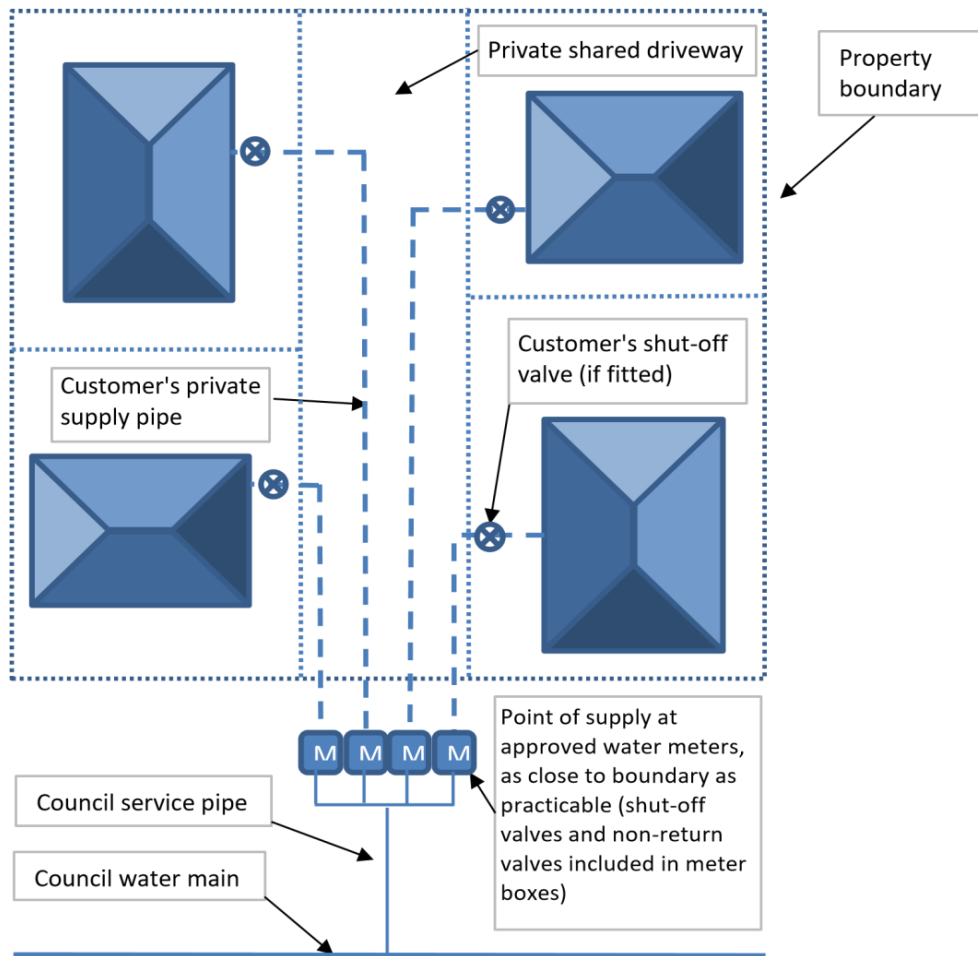 Private shared driveway
Property
boundary
Customer's shut-off
valve (if fitted)
Customer's private
supply pipe
M M M M
Point of supply at
approved water meters,
as close to boundary as
practicable (shut-off
valves and non-return
valves included in meter
boxes)
Council service pipe
Council water main